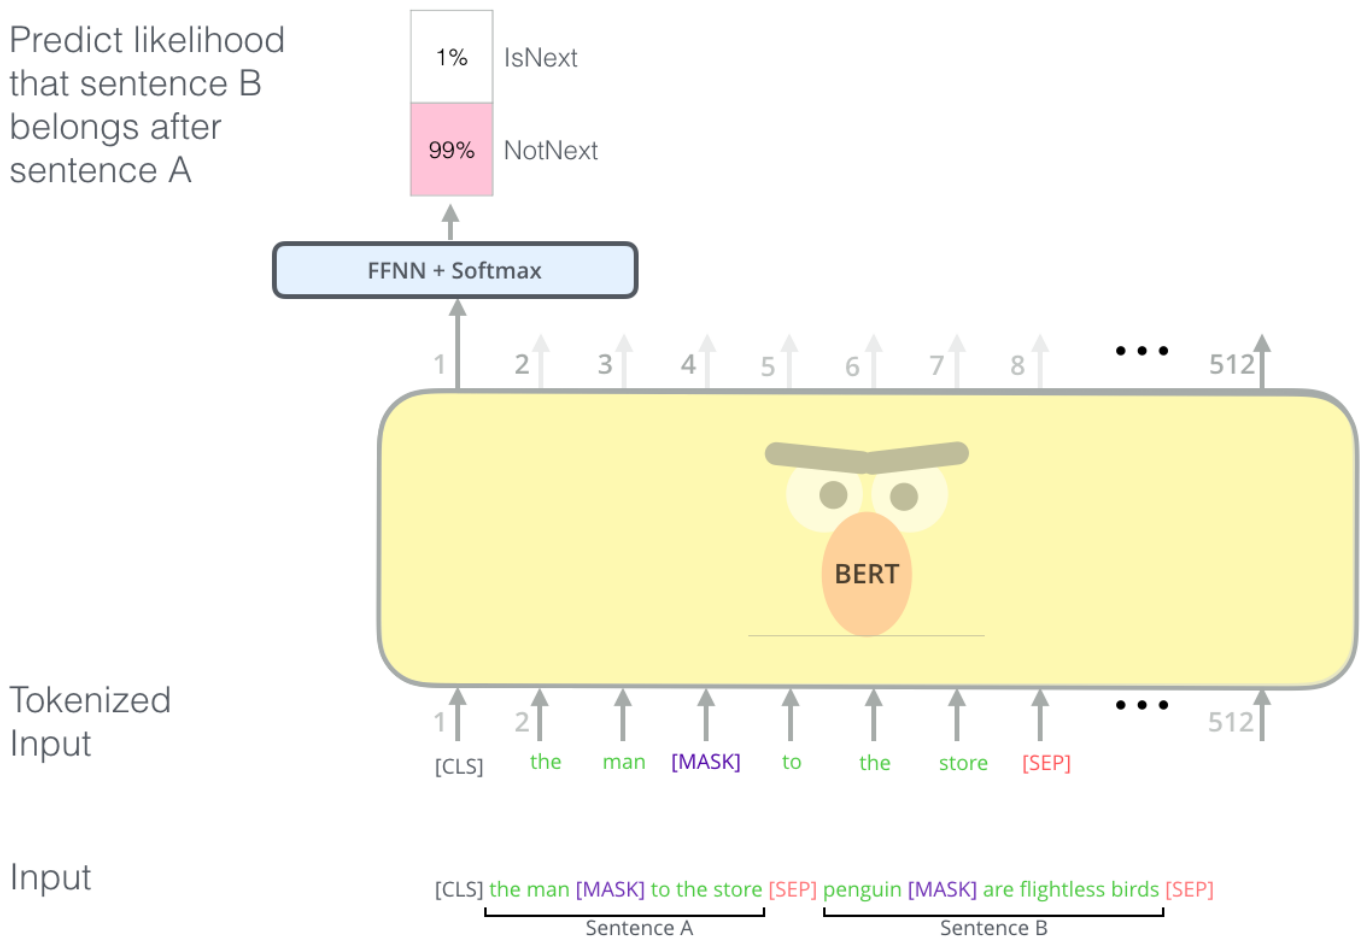 Predict likelihood
that sentence B
belongs after
sentence A
1% IsNext
99% NotNext
FFNN + Softmax
1 2 3 4 5 6 7 8 ••• 512
BERT
Tokenized
Input
1 2 ••• 512
[CLS] the man [MASK] to the store [SEP]
Input
[CLS] the man [MASK] to the store [SEP] penguin [MASK] are flightless birds [SEP]
Sentence A Sentence B